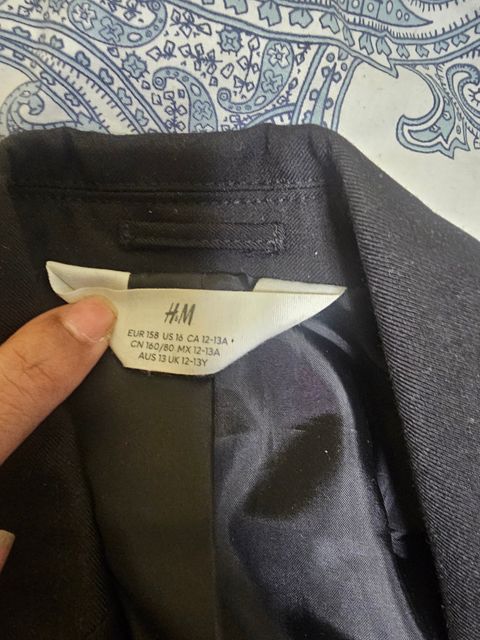 H&M
EUR 158 US 16 CA 12-13A
CN 160/80 MX 12-13A
AUS 13 UK 12-13Y